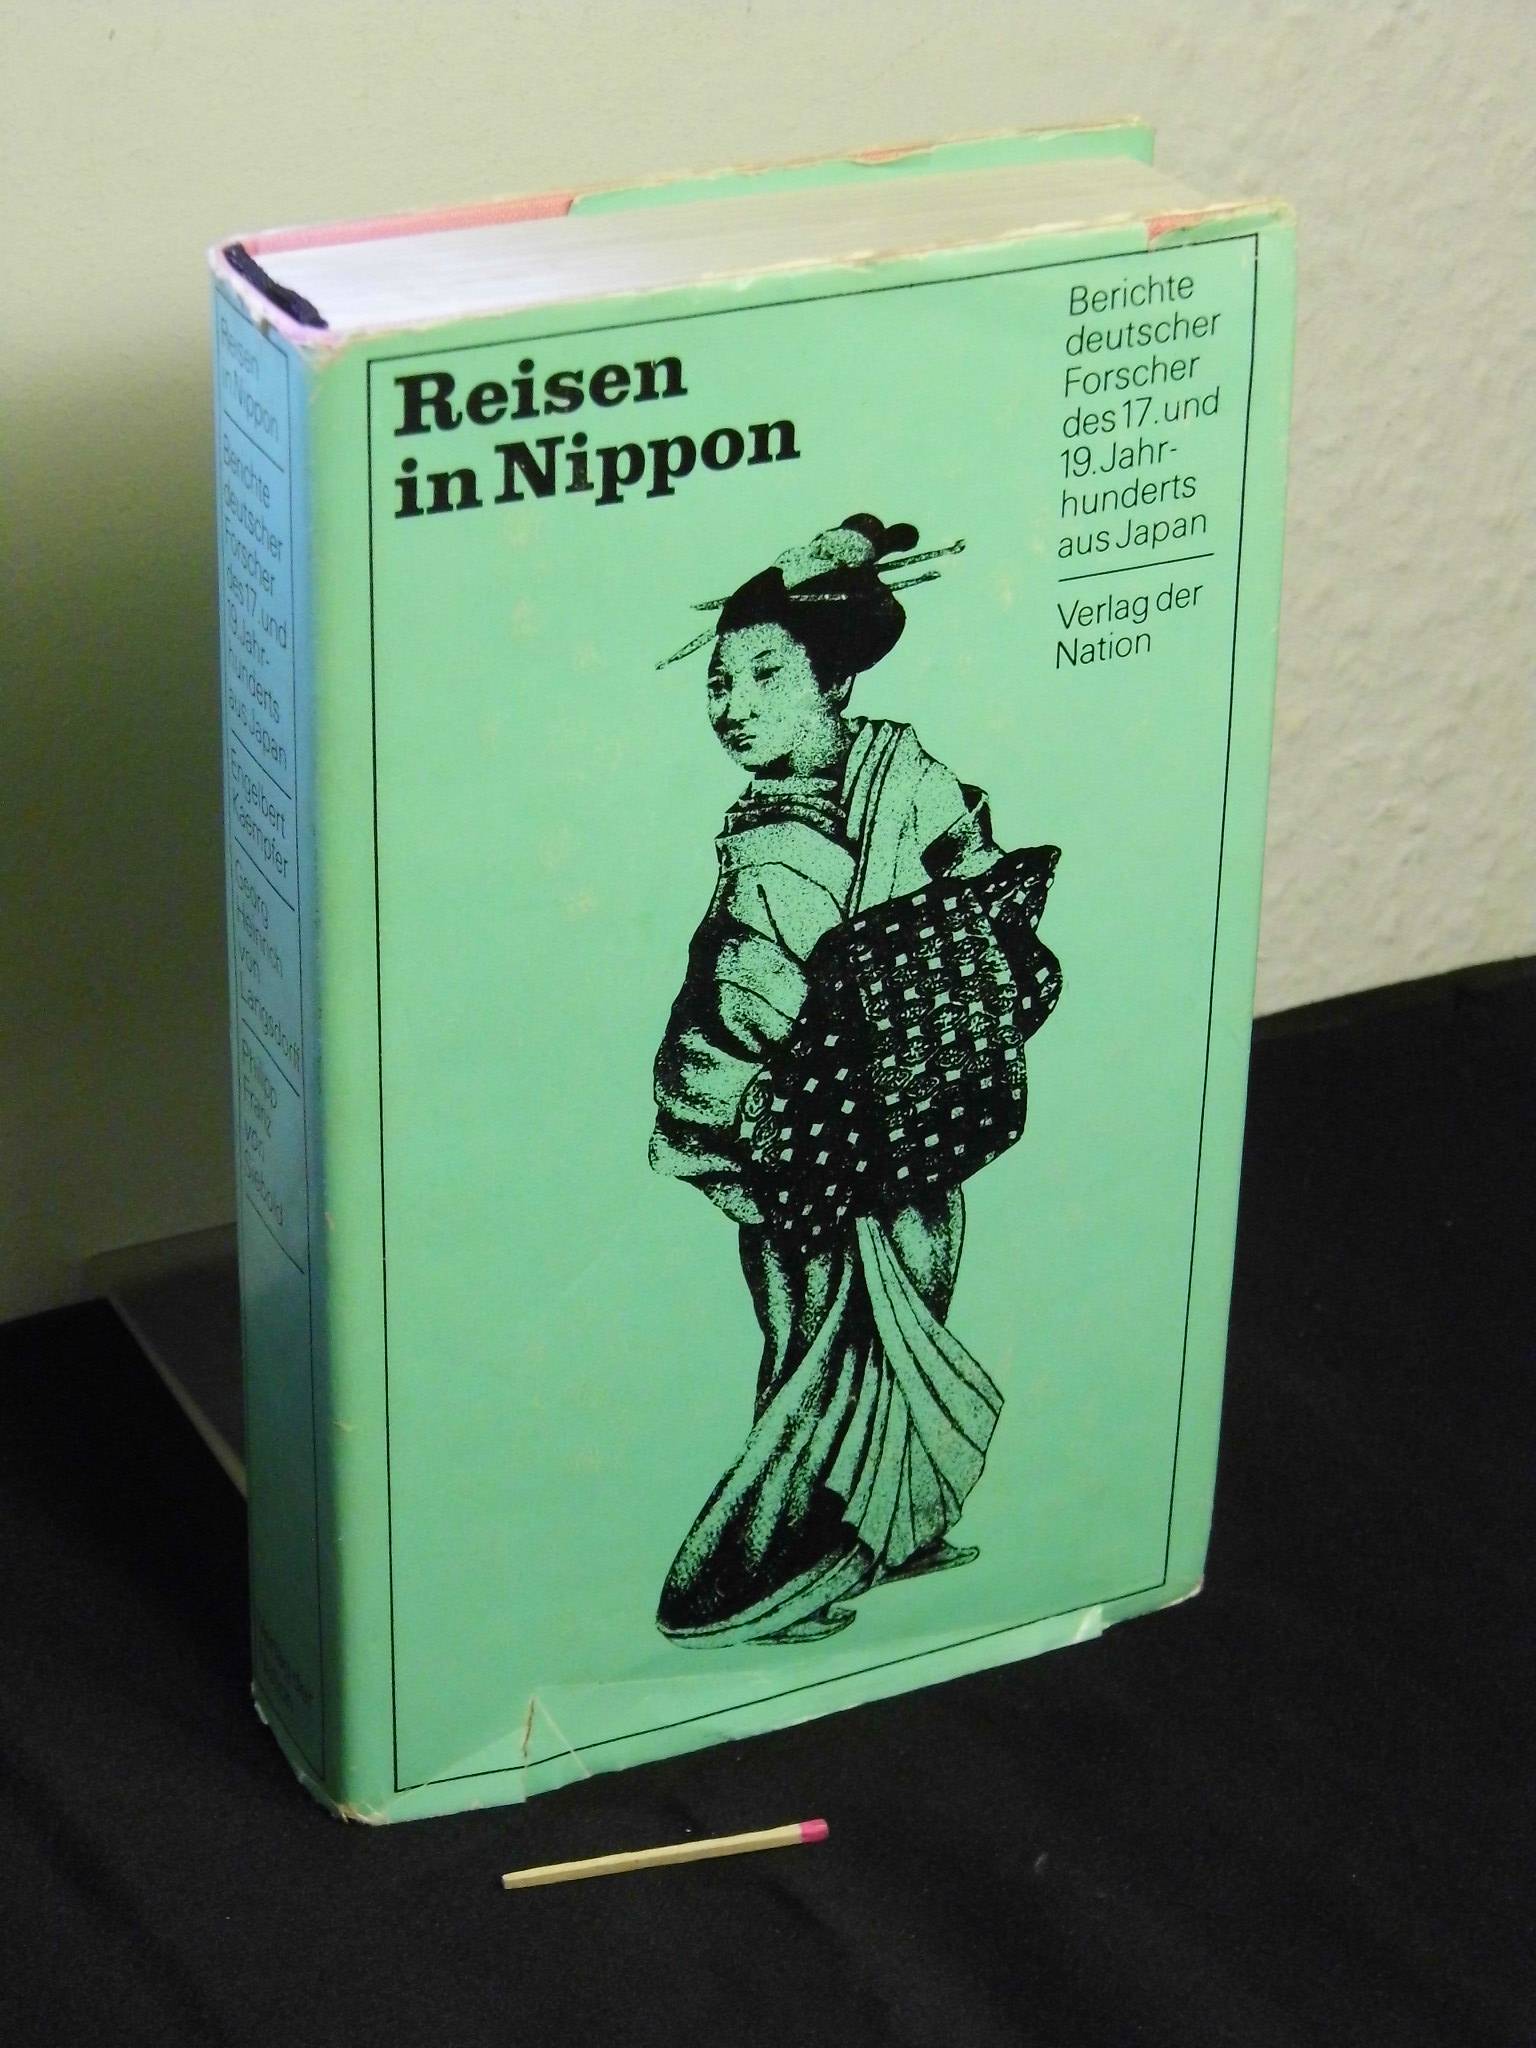 Reisen
in Nippon
Berichte
deutscher
Forscher
des 17. und
19. Jahr-
hunderts
aus Japan
Verlag der
Nation
Reisen
in Nippon
Berichte
deutscher
Forscher
des 17. und
19. Jahr-
hunderts
aus Japan
Engelbert
Kaempfer
Georg
Heinrich
von
Langsdorff
Philipp
Franz
von
Siebold